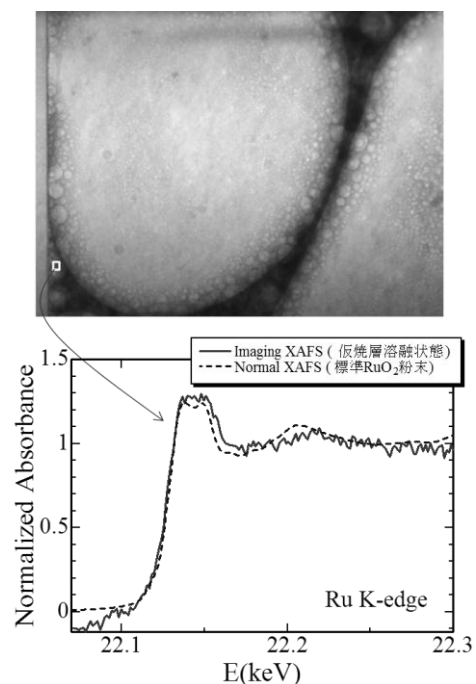 Imaging XAFS ( 仮焼層溶融状態)
Normal XAFS (標準RuO₂粉末)
1.5
1
0.5
0
Normalized Absorbance
Ru K-edge
22.1
22.2
22.3
E(keV)